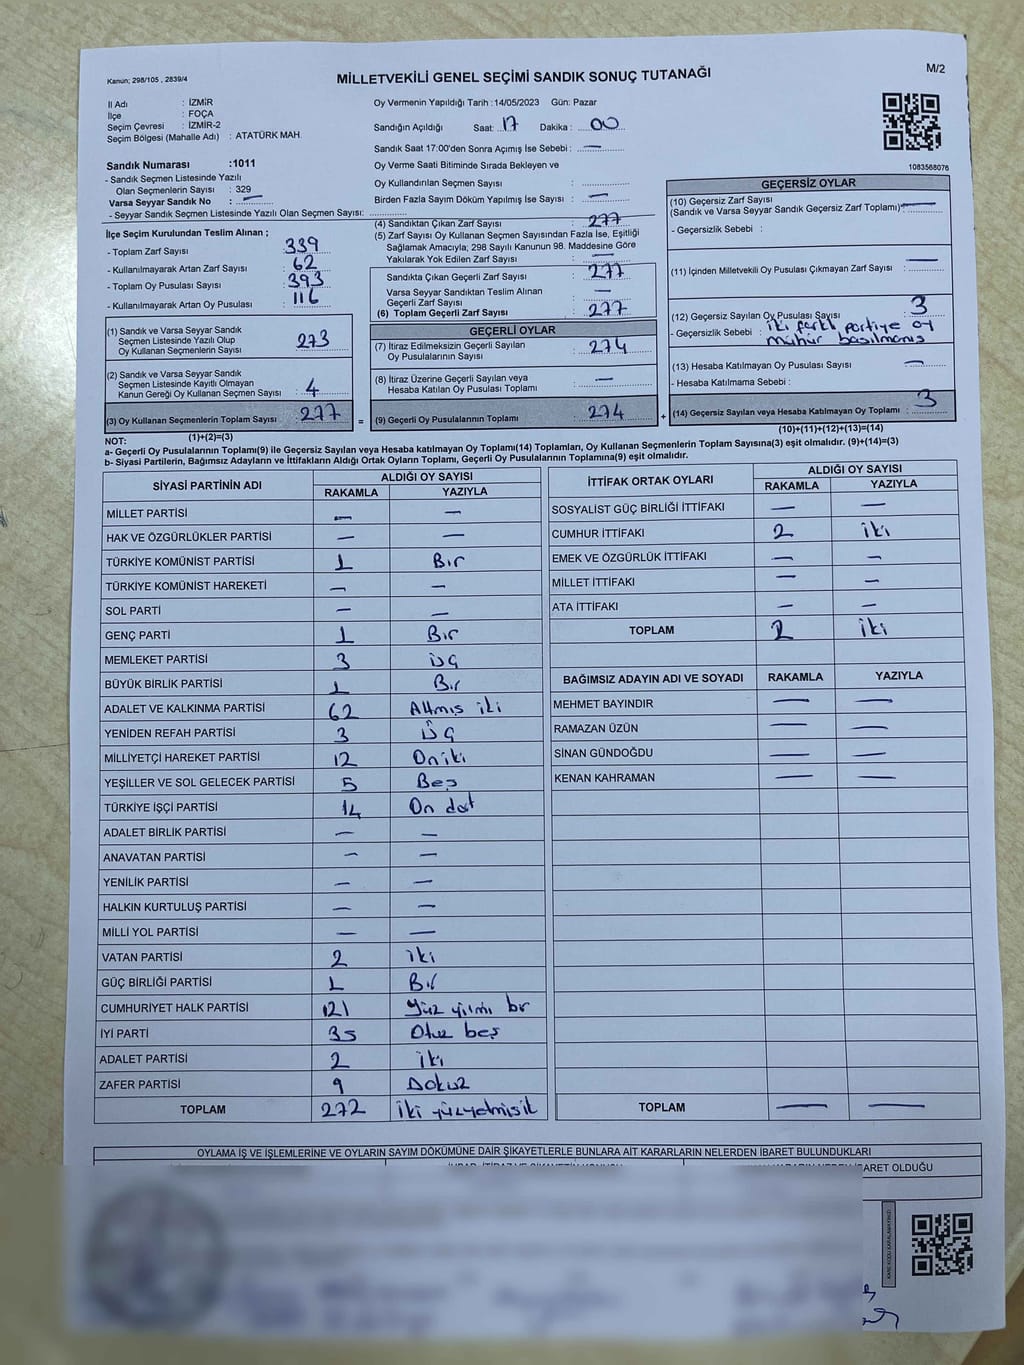 Kanun; 298/105 , 2839/4
MİLLETVEKİLİ GENEL SEÇİMİ SANDIK SONUÇ TUTANAĞI
M/2
İl Adı : İZMİR
İlçe : FOÇA
Seçim Çevresi : İZMİR-2
Seçim Bölgesi (Mahalle Adı) : ATATÜRK MAH.
Sandık Numarası :1011
- Sandık Seçmen Listesinde Yazılı
Olan Seçmenlerin Sayısı : 329
Varsa Seyyar Sandık No : —
- Seyyar Sandık Seçmen Listesinde Yazılı Olan Seçmen Sayısı:
Oy Vermenin Yapıldığı Tarih :14/05/2023 Gün: Pazar
Sandığın Açıldığı Saat: 17 Dakika : 00
Sandık Saat 17:00'den Sonra Açımış İse Sebebi : —
Oy Verme Saati Bitiminde Sırada Bekleyen ve
Oy Kullandırılan Seçmen Sayısı :
Birden Fazla Sayım Döküm Yapılmış İse Sayısı : —
1083568076
İlçe Seçim Kurulundan Teslim Alınan ;
- Toplam Zarf Sayısı : 339
- Kullanılmayarak Artan Zarf Sayısı : 62
- Toplam Oy Pusulası Sayısı : 393
- Kullanılmayarak Artan Oy Pusulası : 116
(1) Sandık ve Varsa Seyyar Sandık
Seçmen Listesinde Yazılı Olup
Oy Kullanan Seçmenlerin Sayısı : 273
(2) Sandık ve Varsa Seyyar Sandık
Seçmen Listesinde Kayıtlı Olmayan
Kanun Gereği Oy Kullanan Seçmen Sayısı : 4
(3) Oy Kullanan Seçmenlerin Toplam Sayısı : 277
(1)+(2)=(3)
(4) Sandıktan Çıkan Zarf Sayısı : 277
(5) Zarf Sayısı Oy Kullanan Seçmen Sayısından Fazla İse, Eşitliği
Sağlamak Amacıyla; 298 Sayılı Kanunun 98. Maddesine Göre
Yakılarak Yok Edilen Zarf Sayısı : —
Sandıkta Çıkan Geçerli Zarf Sayısı : 277
Varsa Seyyar Sandıktan Teslim Alınan
Geçerli Zarf Sayısı : —
(6) Toplam Geçerli Zarf Sayısı : 277
GEÇERLİ OYLAR
(7) İtiraz Edilmeksizin Geçerli Sayılan
Oy Pusulalarının Sayısı : 274
(8) İtiraz Üzerine Geçerli Sayılan veya
Hesaba Katılan Oy Pusulası Toplamı : —
= (9) Geçerli Oy Pusulalarının Toplamı : 274 +
GEÇERSİZ OYLAR
(10) Geçersiz Zarf Sayısı
(Sandık ve Varsa Seyyar Sandık Geçersiz Zarf Toplamı): —
- Geçersizlik Sebebi :
(11) İçinden Milletvekili Oy Pusulası Çıkmayan Zarf Sayısı : —
(12) Geçersiz Sayılan Oy Pusulası Sayısı : 3
- Geçersizlik Sebebi : iki farklı partiye oy
mühür basılmamış
(13) Hesaba Katılmayan Oy Pusulası Sayısı : —
- Hesaba Katılmama Sebebi :
(14) Geçersiz Sayılan veya Hesaba Katılmayan Oy Toplamı : 3
(10)+(11)+(12)+(13)=(14)
NOT:
a- Geçerli Oy Pusulalarının Toplamı(9) ile Geçersiz Sayılan veya Hesaba katılmayan Oy Toplamı(14) Toplamları, Oy Kullanan Seçmenlerin Toplam Sayısına(3) eşit olmalıdır. (9)+(14)=(3)
b- Siyasi Partilerin, Bağımsız Adayların ve İttifakların Aldığı Ortak Oyların Toplamı, Geçerli Oy Pusulalarının Toplamına(9) eşit olmalıdır.
SİYASİ PARTİNİN ADI ALDIĞI OY SAYISI
RAKAMLA YAZIYLA
MİLLET PARTİSİ — —
HAK VE ÖZGÜRLÜKLER PARTİSİ — —
TÜRKİYE KOMÜNİST PARTİSİ 1 Bir
TÜRKİYE KOMÜNİST HAREKETİ — —
SOL PARTİ — —
GENÇ PARTİ 1 Bir
MEMLEKET PARTİSİ 3 üç
BÜYÜK BİRLİK PARTİSİ 1 Bir
ADALET VE KALKINMA PARTİSİ 62 Altmış iki
YENİDEN REFAH PARTİSİ 3 üç
MİLLİYETÇİ HAREKET PARTİSİ 12 Oniki
YEŞİLLER VE SOL GELECEK PARTİSİ 5 Beş
TÜRKİYE İŞÇİ PARTİSİ 14 On dört
ADALET BİRLİK PARTİSİ — —
ANAVATAN PARTİSİ — —
YENİLİK PARTİSİ — —
HALKIN KURTULUŞ PARTİSİ — —
MİLLİ YOL PARTİSİ — —
VATAN PARTİSİ 2 iki
GÜÇ BİRLİĞİ PARTİSİ 1 Bir
CUMHURİYET HALK PARTİSİ 121 Yüz yirmi bir
İYİ PARTİ 35 Otuz beş
ADALET PARTİSİ 2 iki
ZAFER PARTİSİ 9 Dokuz
TOPLAM 272 iki yüzyetmişik
İTTİFAK ORTAK OYLARI ALDIĞI OY SAYISI
RAKAMLA YAZIYLA
SOSYALİST GÜÇ BİRLİĞİ İTTİFAKI — —
CUMHUR İTTİFAKI 2 iki
EMEK VE ÖZGÜRLÜK İTTİFAKI — —
MİLLET İTTİFAKI — —
ATA İTTİFAKI — —
TOPLAM 2 iki
BAĞIMSIZ ADAYIN ADI VE SOYADI RAKAMLA YAZIYLA
MEHMET BAYINDIR — —
RAMAZAN ÜZÜN — —
SİNAN GÜNDOĞDU — —
KENAN KAHRAMAN — —
TOPLAM — —
OYLAMA İŞ VE İŞLEMLERİNE VE OYLARIN SAYIM DÖKÜMÜNE DAİR ŞİKAYETLERLE BUNLARA AİT KARARLARIN NELERDEN İBARET BULUNDUKLARI
İBARET OLDUĞU
KARE KODU KARALAMAYINIZ!